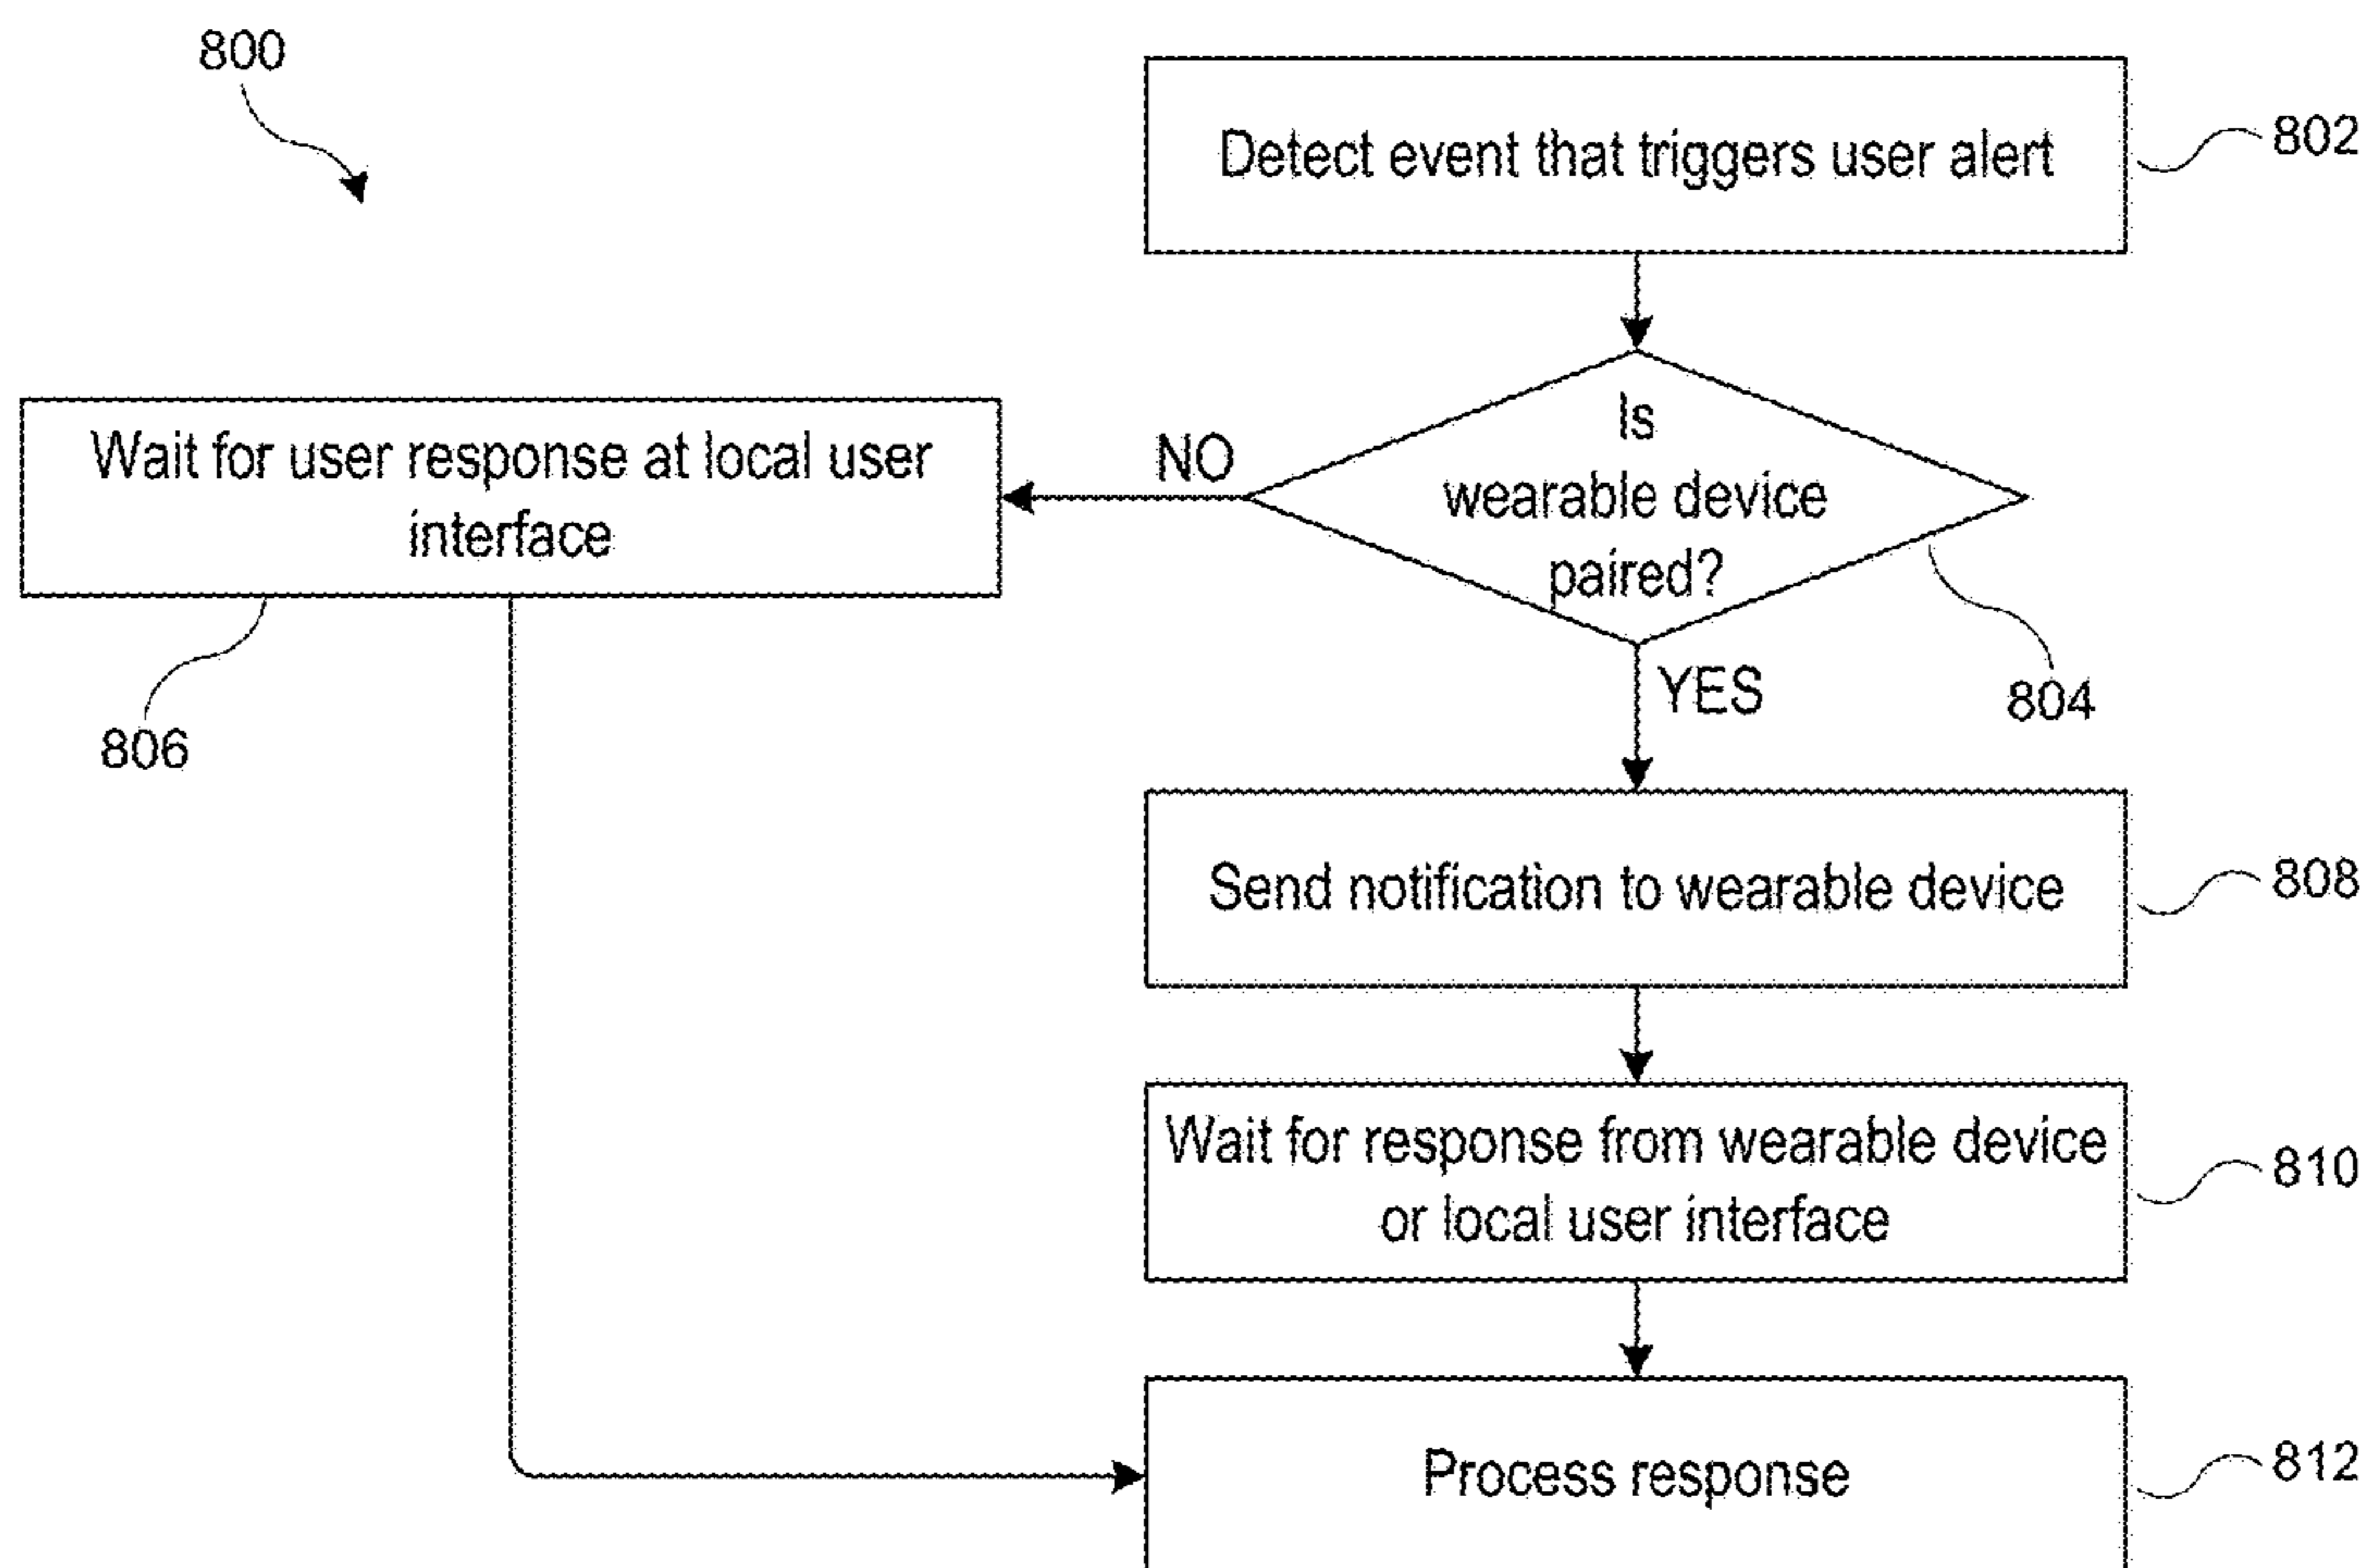 800
Detect event that triggers user alert
802
Is
wearable device
paired?
804
NO
Wait for user response at local user
interface
806
YES
Send notification to wearable device
808
Wait for response from wearable device
or local user interface
810
Process response
812